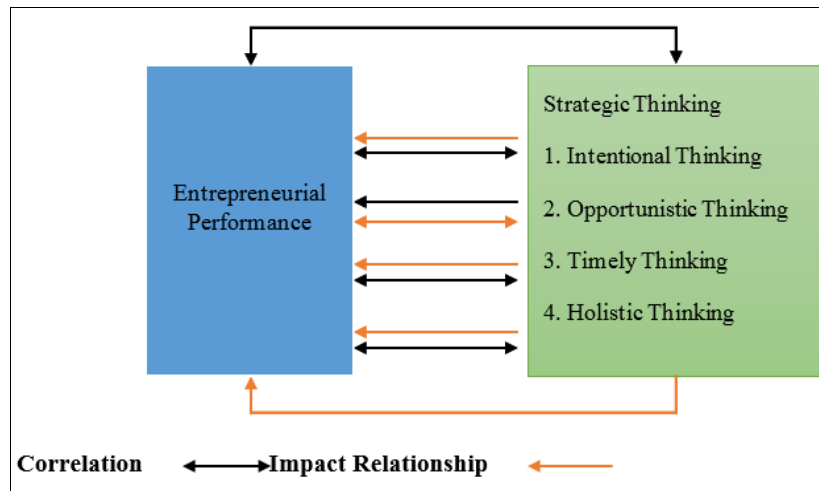 Entrepreneurial
Performance
Strategic Thinking
1. Intentional Thinking
2. Opportunistic Thinking
3. Timely Thinking
4. Holistic Thinking
Correlation Impact Relationship